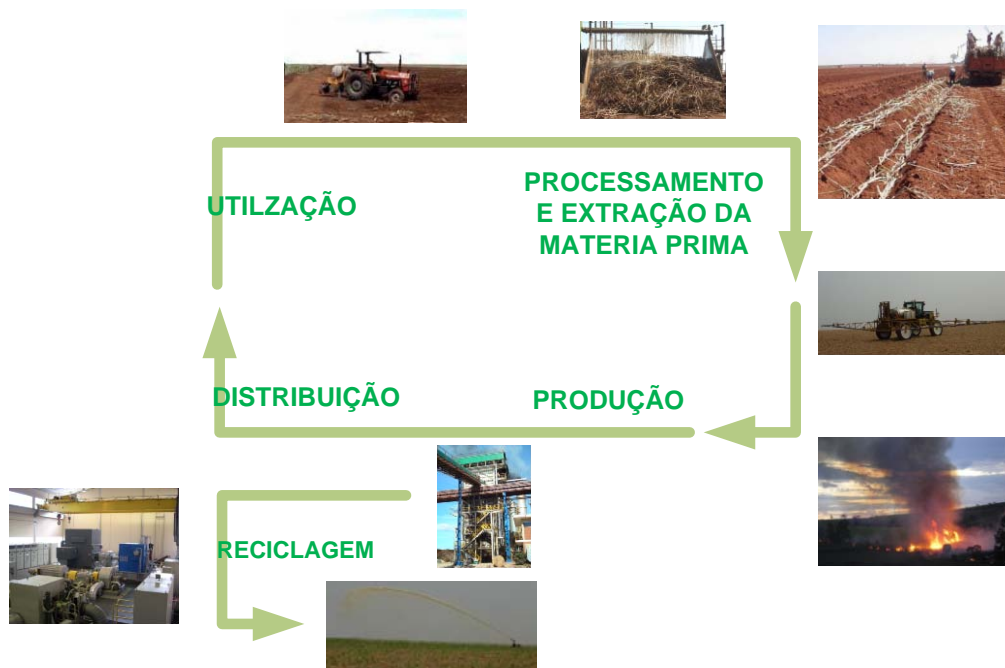 UTILZAÇÃO
PROCESSAMENTO
E EXTRAÇÃO DA
MATERIA PRIMA
DISTRIBUIÇÃO
PRODUÇÃO
RECICLAGEM